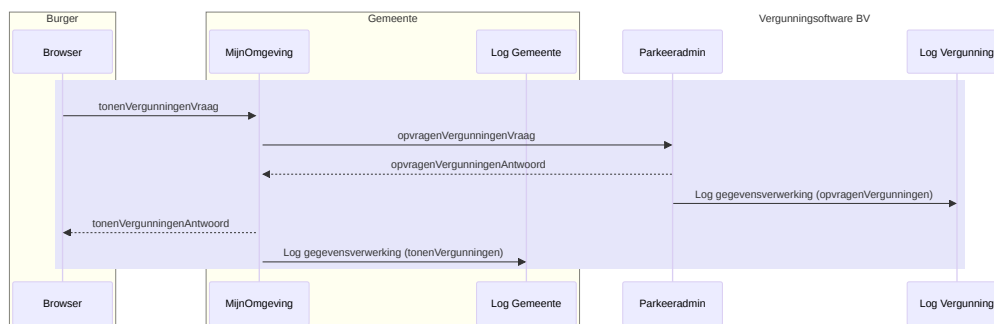 Burger
Gemeente
Vergunningsoftware BV
Browser
MijnOmgeving
Log Gemeente
Parkeeradmin
Log Vergunning
tonenVergunningenVraag
opvragenVergunningenVraag
opvragenVergunningenAntwoord
Log gegevensverwerking (opvragenVergunningen)
tonenVergunningenAntwoord
Log gegevensverwerking (tonenVergunningen)
Browser
MijnOmgeving
Log Gemeente
Parkeeradmin
Log Vergunning